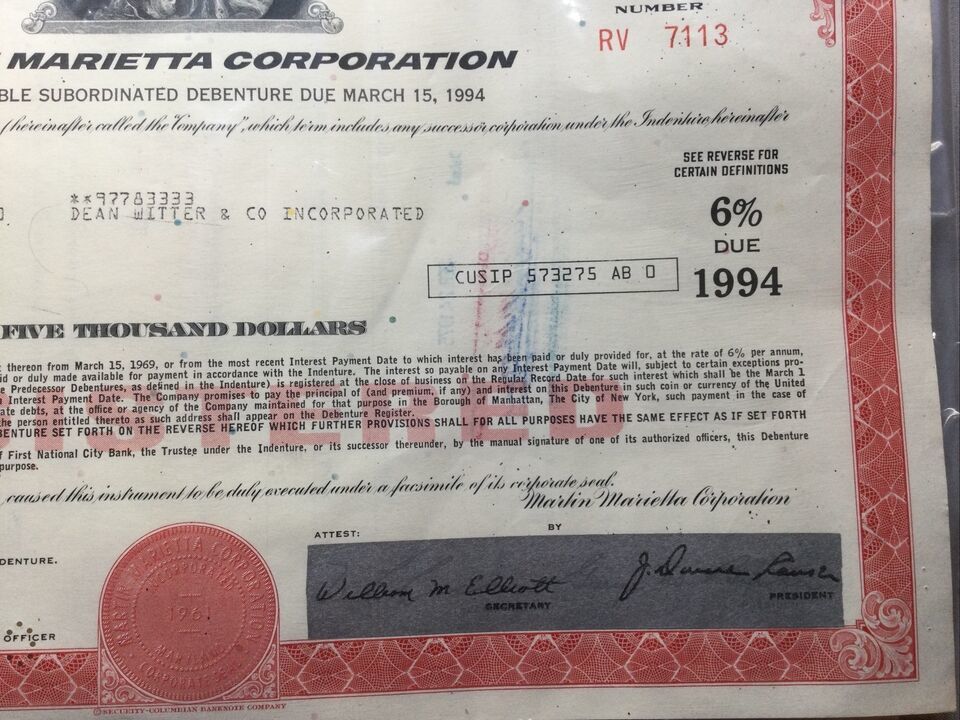 NUMBER
RV 7113
MARIETTA CORPORATION
BLE SUBORDINATED DEBENTURE DUE MARCH 15, 1994
(hereinafter called the "Company", which term includes any successor corporation under the Indenture hereinafter
SEE REVERSE FOR
CERTAIN DEFINITIONS
**97783333
DEAN WITTER & CO INCORPORATED
6%
DUE
1994
CUSIP 573275 AB 0
FIVE THOUSAND DOLLARS
thereon from March 15, 1969, or from the most recent Interest Payment Date to which interest has been paid or duly provided for, at the rate of 6% per annum,
id or duly made available for payment in accordance with the Indenture. The interest so payable on any Interest Payment Date will, subject to certain exceptions pro-
e Predecessor Debentures, as defined in the Indenture) is registered at the close of business on the Regular Record Date for such interest which shall be the March 1
n Interest Payment Date. The Company promises to pay the principal of (and premium, if any) and interest on this Debenture in such coin or currency of the United
ate debts, at the office or agency of the Company maintained for that purpose in the Borough of Manhattan, The City of New York, such payment in the case of
the person entitled thereto as such address shall appear on the Debenture Register.
BENTURE SET FORTH ON THE REVERSE HEREOF WHICH FURTHER PROVISIONS SHALL FOR ALL PURPOSES HAVE THE SAME EFFECT AS IF SET FORTH
STERED
f First National City Bank, the Trustee under the Indenture, or its successor thereunder, by the manual signature of one of its authorized officers, this Debenture
purpose.
caused this instrument to be duly executed under a facsimile of its corporate seal.
Martin Marietta Corporation
ATTEST:
BY
DENTURE.
William M Elliott
SECRETARY
PRESIDENT
MARTIN MARIETTA CORPORATION
INCORPORATED
1961
MARYLAND
CORPORATE SEAL
OFFICER
© SECURITY-COLUMBIAN BANKNOTE COMPANY